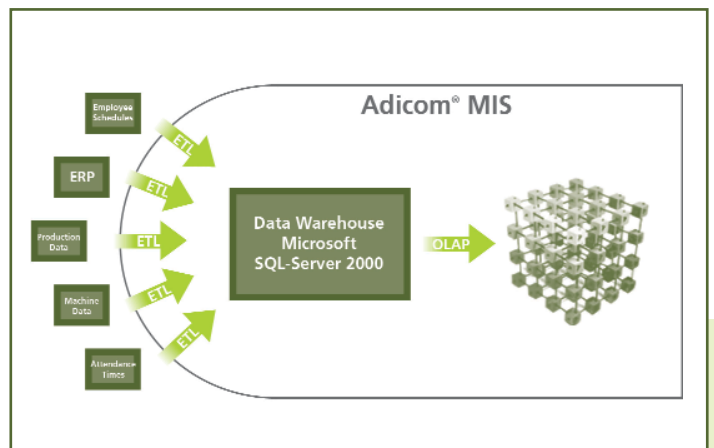 Adicom® MIS
Employee
Schedules
ETL
ERP
ETL
Production
Data
ETL
Machine
Data
ETL
Attendance
Times
ETL
Data Warehouse
Microsoft
SQL-Server 2000
OLAP